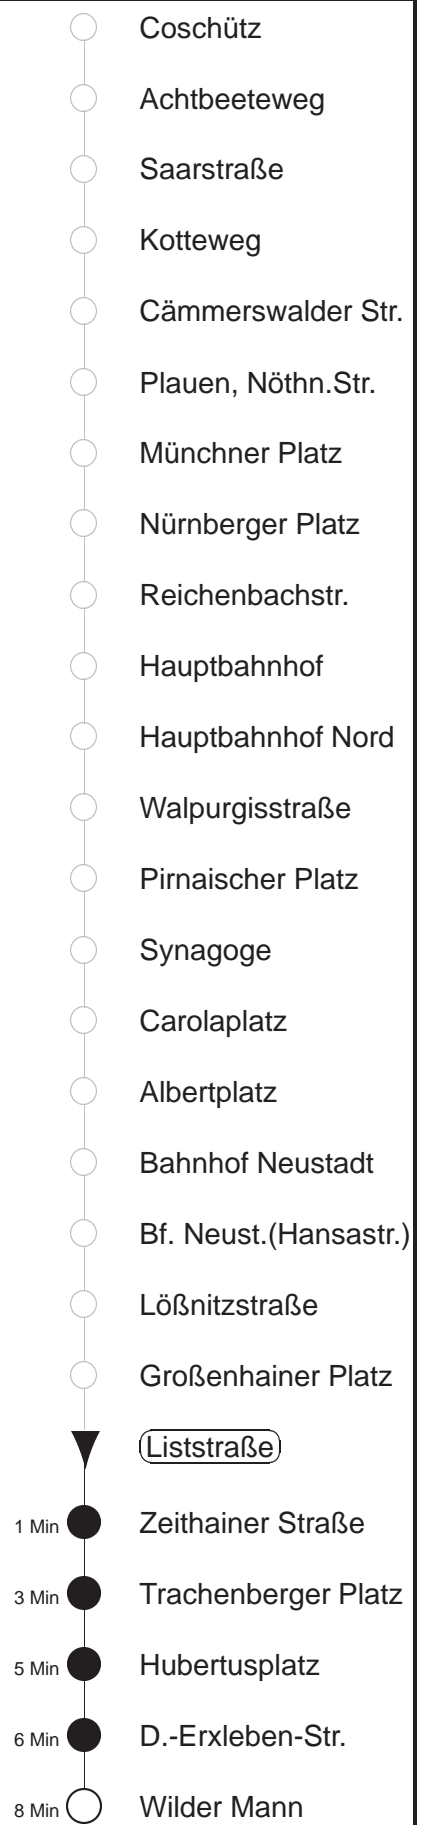 Coschütz
Achtbeeteweg
Saarstraße
Kotteweg
Cämmerswalder Str.
Plauen, Nöthn.Str.
Münchner Platz
Nürnberger Platz
Reichenbachstr.
Hauptbahnhof
Hauptbahnhof Nord
Walpurgisstraße
Pirnaischer Platz
Synagoge
Carolaplatz
Albertplatz
Bahnhof Neustadt
Bf. Neust.(Hansastr.)
Lößnitzstraße
Großenhainer Platz
Liststraße
1 Min Zeithainer Straße
3 Min Trachenberger Platz
5 Min Hubertusplatz
6 Min D.-Erxleben-Str.
8 Min Wilder Mann